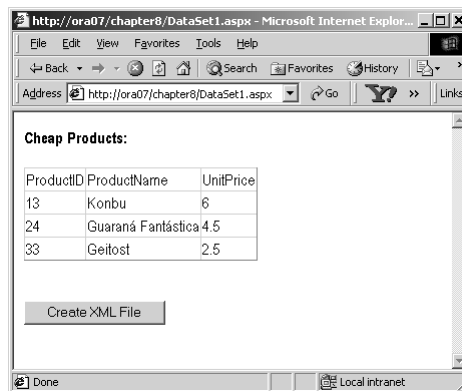 http://ora07/chapter8/DataSet1.aspx - Microsoft Internet Explor...
File Edit View Favorites Tools Help
Back Search Favorites History »
Address http://ora07/chapter8/DataSet1.aspx Go Y? » Links
Cheap Products:
ProductID ProductName UnitPrice
13 Konbu 6
24 Guaraná Fantástica 4.5
33 Geitost 2.5
Create XML File
Done Local intranet